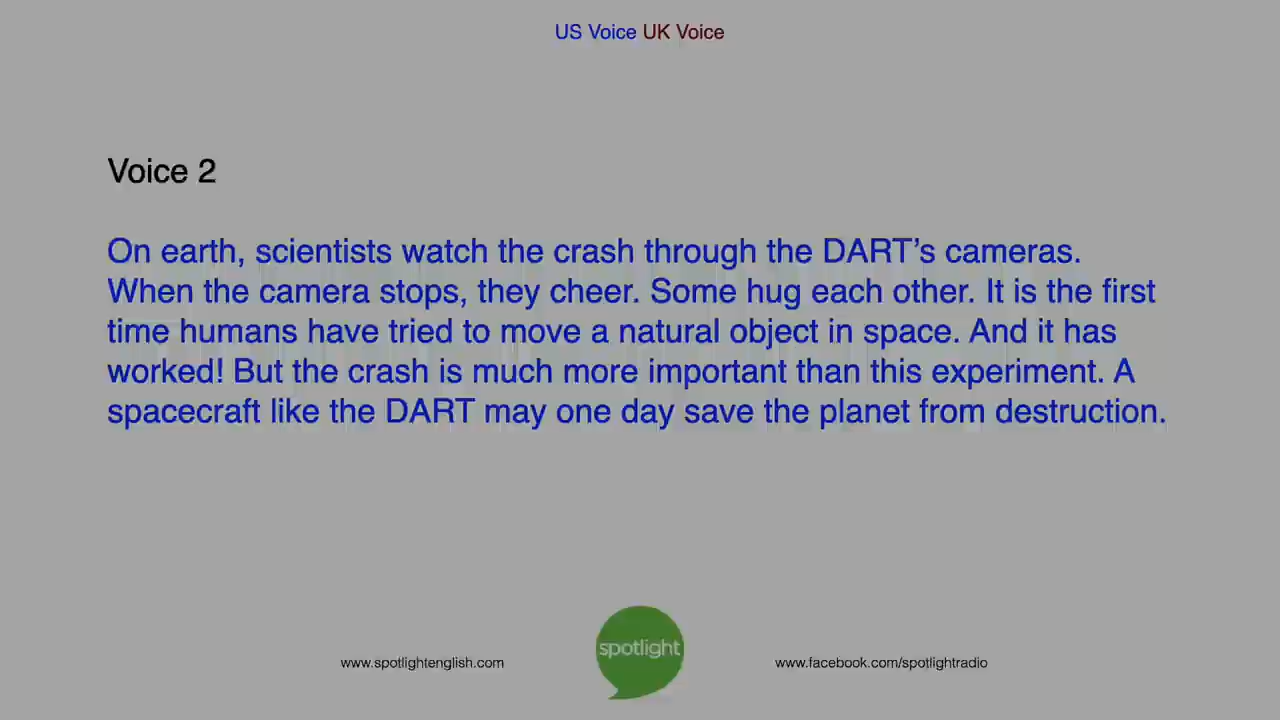 US Voice UK Voice
Voice 2
On earth, scientists watch the crash through the DART’s cameras.
When the camera stops, they cheer. Some hug each other. It is the first
time humans have tried to move a natural object in space. And it has
worked! But the crash is much more important than this experiment. A
spacecraft like the DART may one day save the planet from destruction.
spotlight
www.spotlightenglish.com
www.facebook.com/spotlightradio